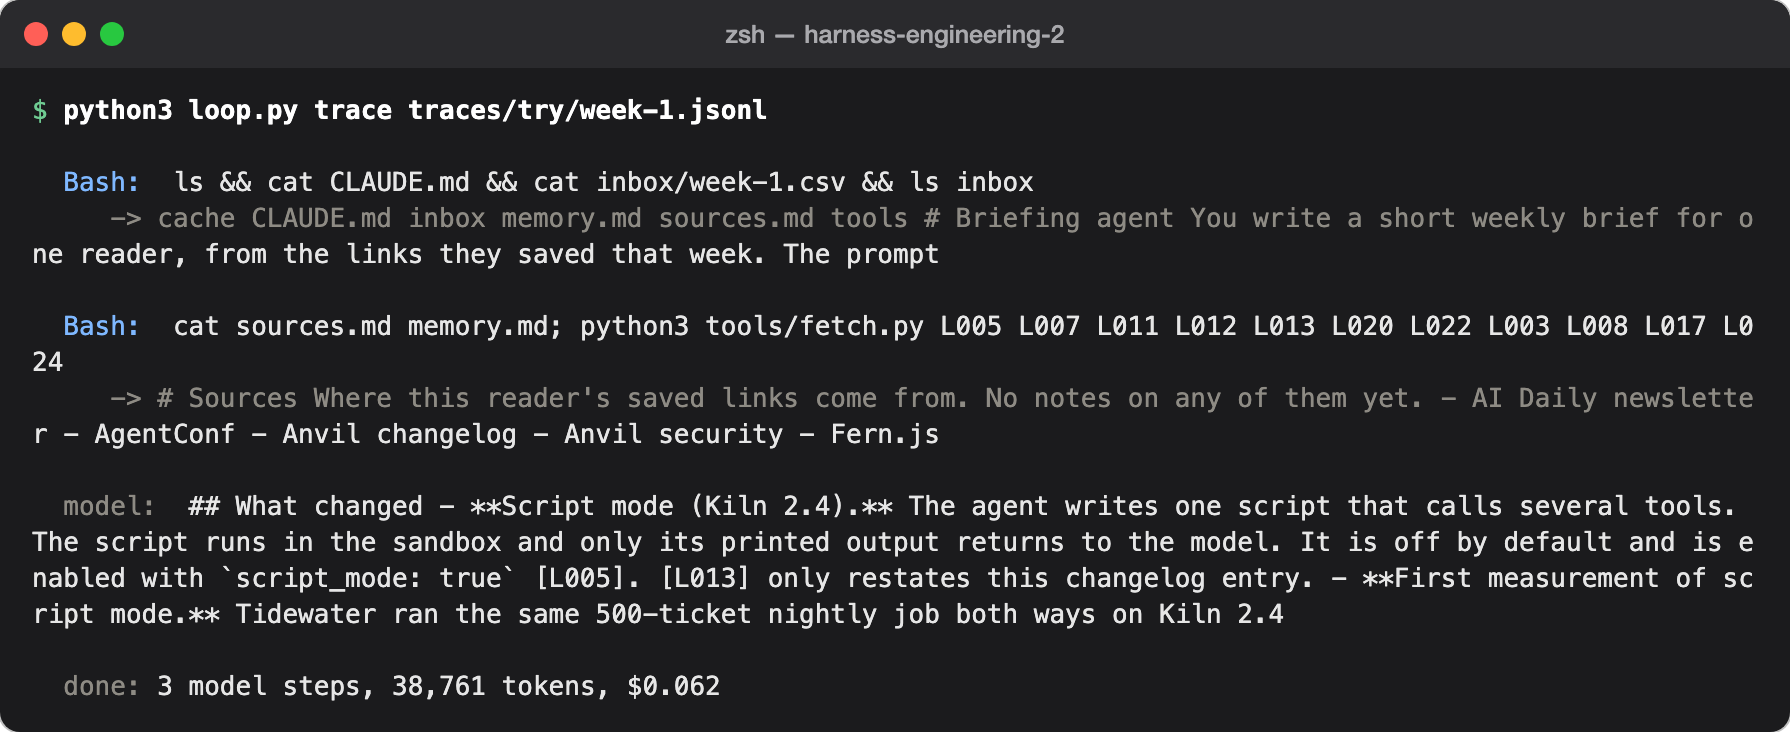 zsh — harness-engineering-2
$ python3 loop.py trace traces/try/week-1.jsonl
Bash:  ls && cat CLAUDE.md && cat inbox/week-1.csv && ls inbox
-> cache CLAUDE.md inbox memory.md sources.md tools # Briefing agent You write a short weekly brief for o
ne reader, from the links they saved that week. The prompt
Bash:  cat sources.md memory.md; python3 tools/fetch.py L005 L007 L011 L012 L013 L020 L022 L003 L008 L017 L0
24
-> # Sources Where this reader's saved links come from. No notes on any of them yet. - AI Daily newslette
r - AgentConf - Anvil changelog - Anvil security - Fern.js
model:  ## What changed - **Script mode (Kiln 2.4).** The agent writes one script that calls several tools.
The script runs in the sandbox and only its printed output returns to the model. It is off by default and is e
nabled with `script_mode: true` [L005]. [L013] only restates this changelog entry. - **First measurement of sc
ript mode.** Tidewater ran the same 500-ticket nightly job both ways on Kiln 2.4
done: 3 model steps, 38,761 tokens, $0.062